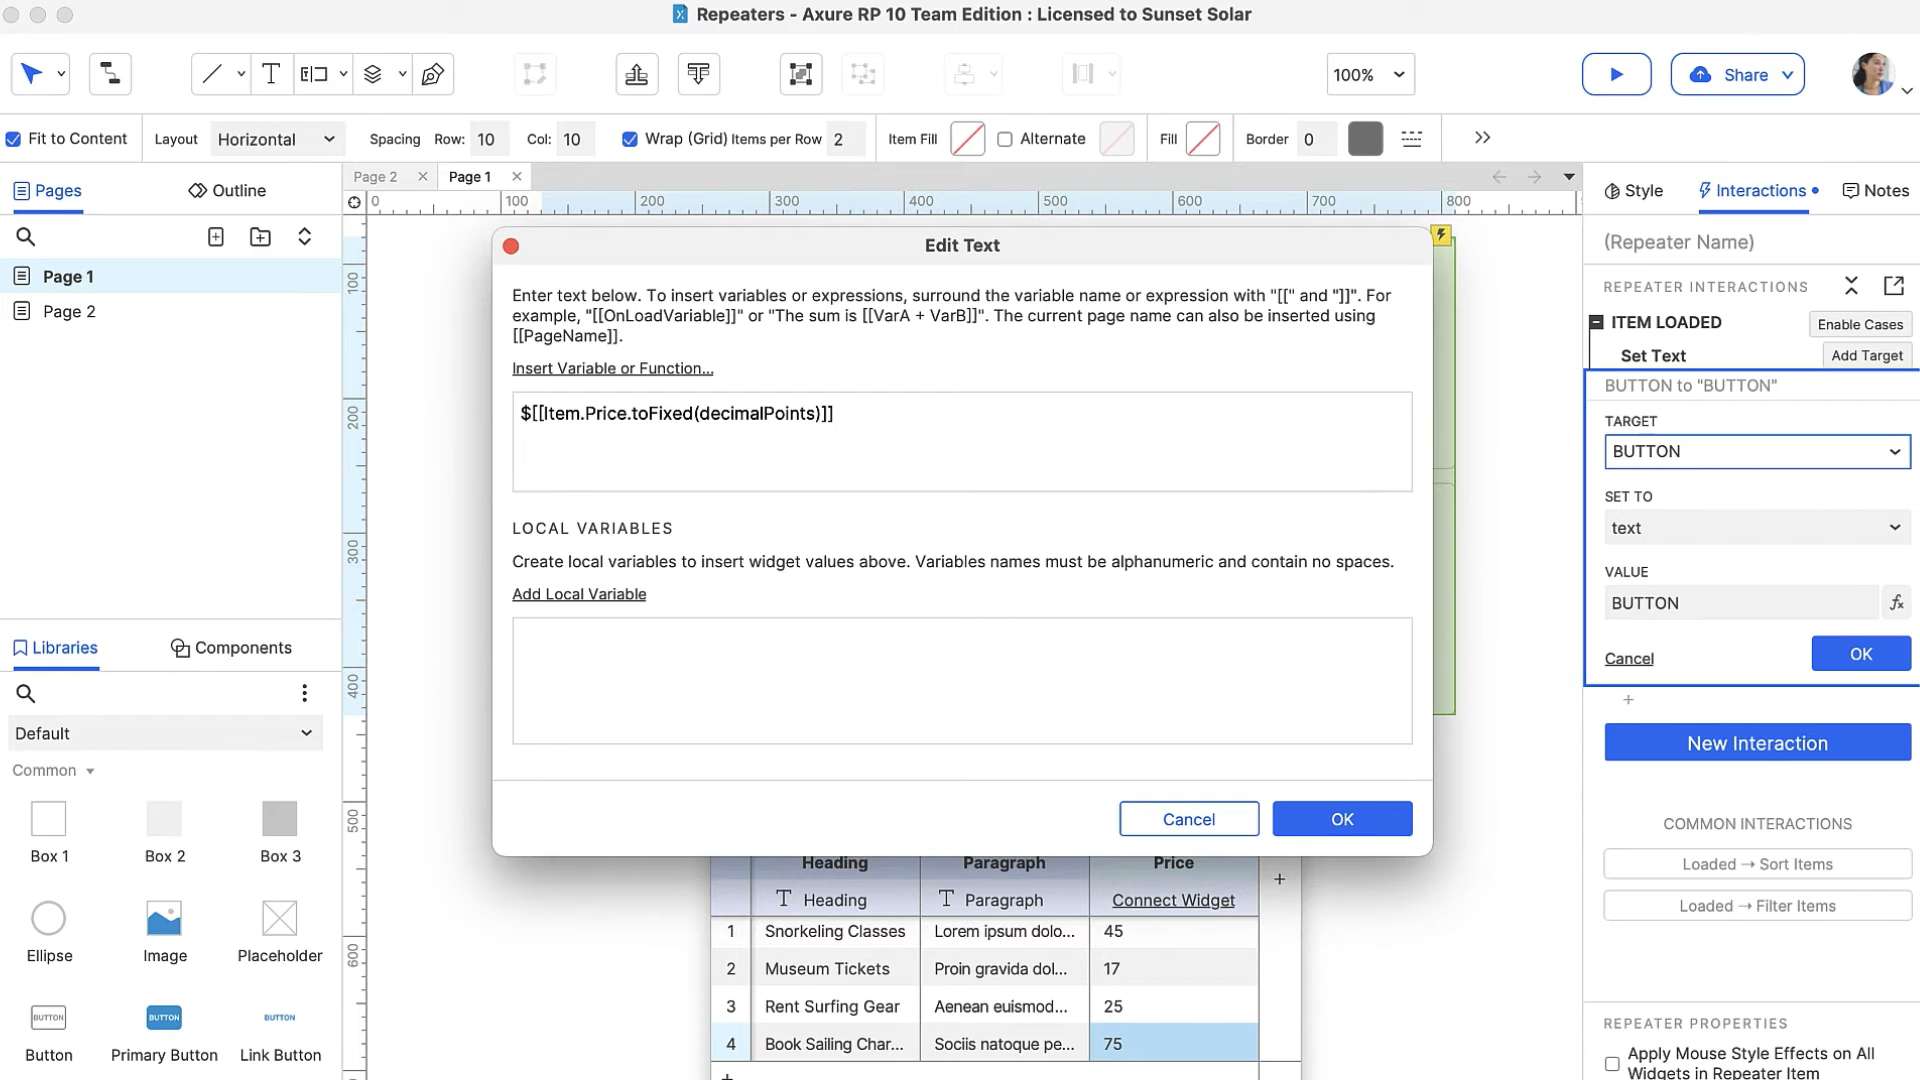 Repeaters - Axure RP 10 Team Edition : Licensed to Sunset Solar
100%
Share
Fit to Content
Layout
Horizontal
Spacing
Row:
10
Col:
10
Wrap (Grid)
Items per Row
2
Item Fill
Alternate
Fill
Border
0
Pages
Outline
Page 2
Page 1
0
100
200
300
400
500
600
700
800
Style
Interactions
Notes
Page 1
Page 2
100
200
300
400
500
600
Edit Text
Enter text below. To insert variables or expressions, surround the variable name or expression with "[[" and "]]". For
example, "[[OnLoadVariable]]" or "The sum is [[VarA + VarB]]". The current page name can also be inserted using
[[PageName]].
Insert Variable or Function...
$[[Item.Price.toFixed(decimalPoints)]]
LOCAL VARIABLES
Create local variables to insert widget values above. Variables names must be alphanumeric and contain no spaces.
Add Local Variable
Cancel
OK
(Repeater Name)
REPEATER INTERACTIONS
ITEM LOADED
Enable Cases
Set Text
Add Target
BUTTON to "BUTTON"
TARGET
BUTTON
SET TO
text
VALUE
BUTTON
fx
Cancel
OK
+
New Interaction
COMMON INTERACTIONS
Loaded → Sort Items
Loaded → Filter Items
REPEATER PROPERTIES
Apply Mouse Style Effects on All
Widgets in Repeater Item
Libraries
Components
Default
Common
Box 1
Box 2
Box 3
Ellipse
Image
Placeholder
BUTTON
BUTTON
BUTTON
Button
Primary Button
Link Button
Heading
Paragraph
Price
+
Heading
Paragraph
Connect Widget
1
Snorkeling Classes
Lorem ipsum dolo...
45
2
Museum Tickets
Proin gravida dol...
17
3
Rent Surfing Gear
Aenean euismod...
25
4
Book Sailing Char...
Sociis natoque pe...
75
+